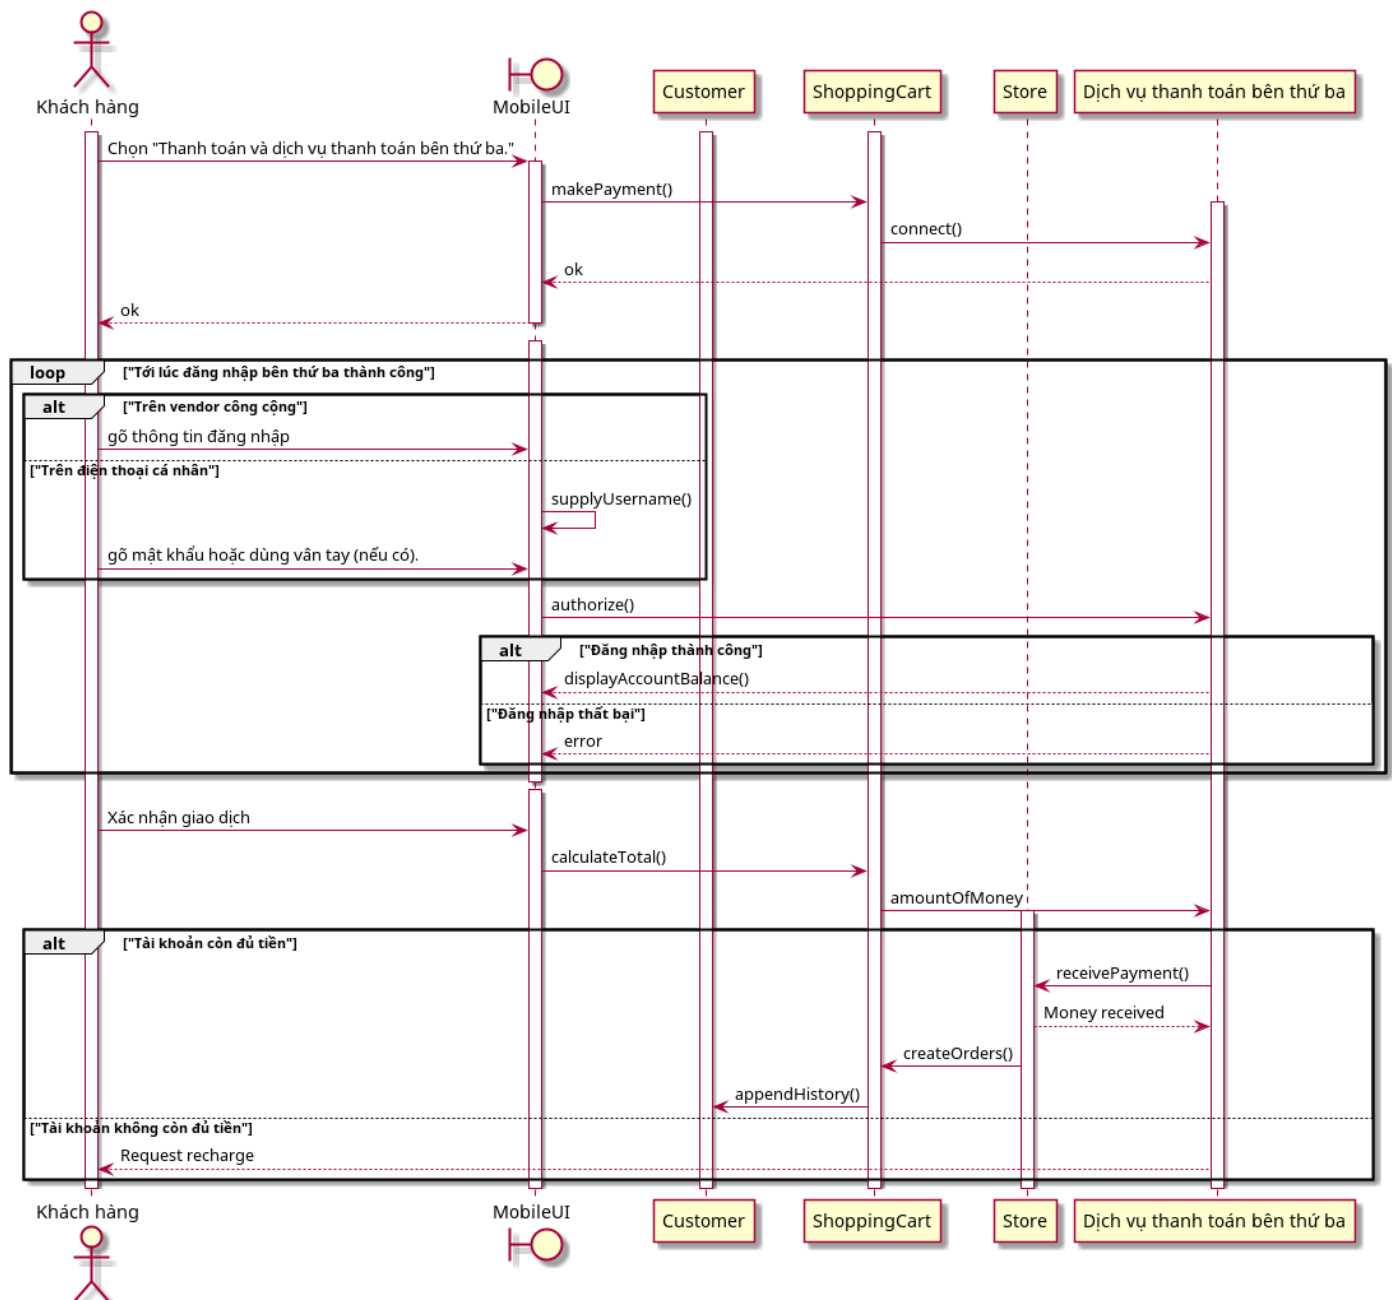 Khách hàng
MobileUI
Customer
ShoppingCart
Store
Dịch vụ thanh toán bên thứ ba
Chọn "Thanh toán và dịch vụ thanh toán bên thứ ba."
makePayment()
connect()
ok
ok
loop ["Tới lúc đăng nhập bên thứ ba thành công"]
alt ["Trên vendor công cộng"]
gõ thông tin đăng nhập
["Trên điện thoại cá nhân"]
supplyUsername()
gõ mật khẩu hoặc dùng vân tay (nếu có).
authorize()
alt ["Đăng nhập thành công"]
displayAccountBalance()
["Đăng nhập thất bại"]
error
Xác nhận giao dịch
calculateTotal()
amountOfMoney
alt ["Tài khoản còn đủ tiền"]
receivePayment()
Money received
createOrders()
appendHistory()
["Tài khoản không còn đủ tiền"]
Request recharge
Khách hàng
MobileUI
Customer
ShoppingCart
Store
Dịch vụ thanh toán bên thứ ba